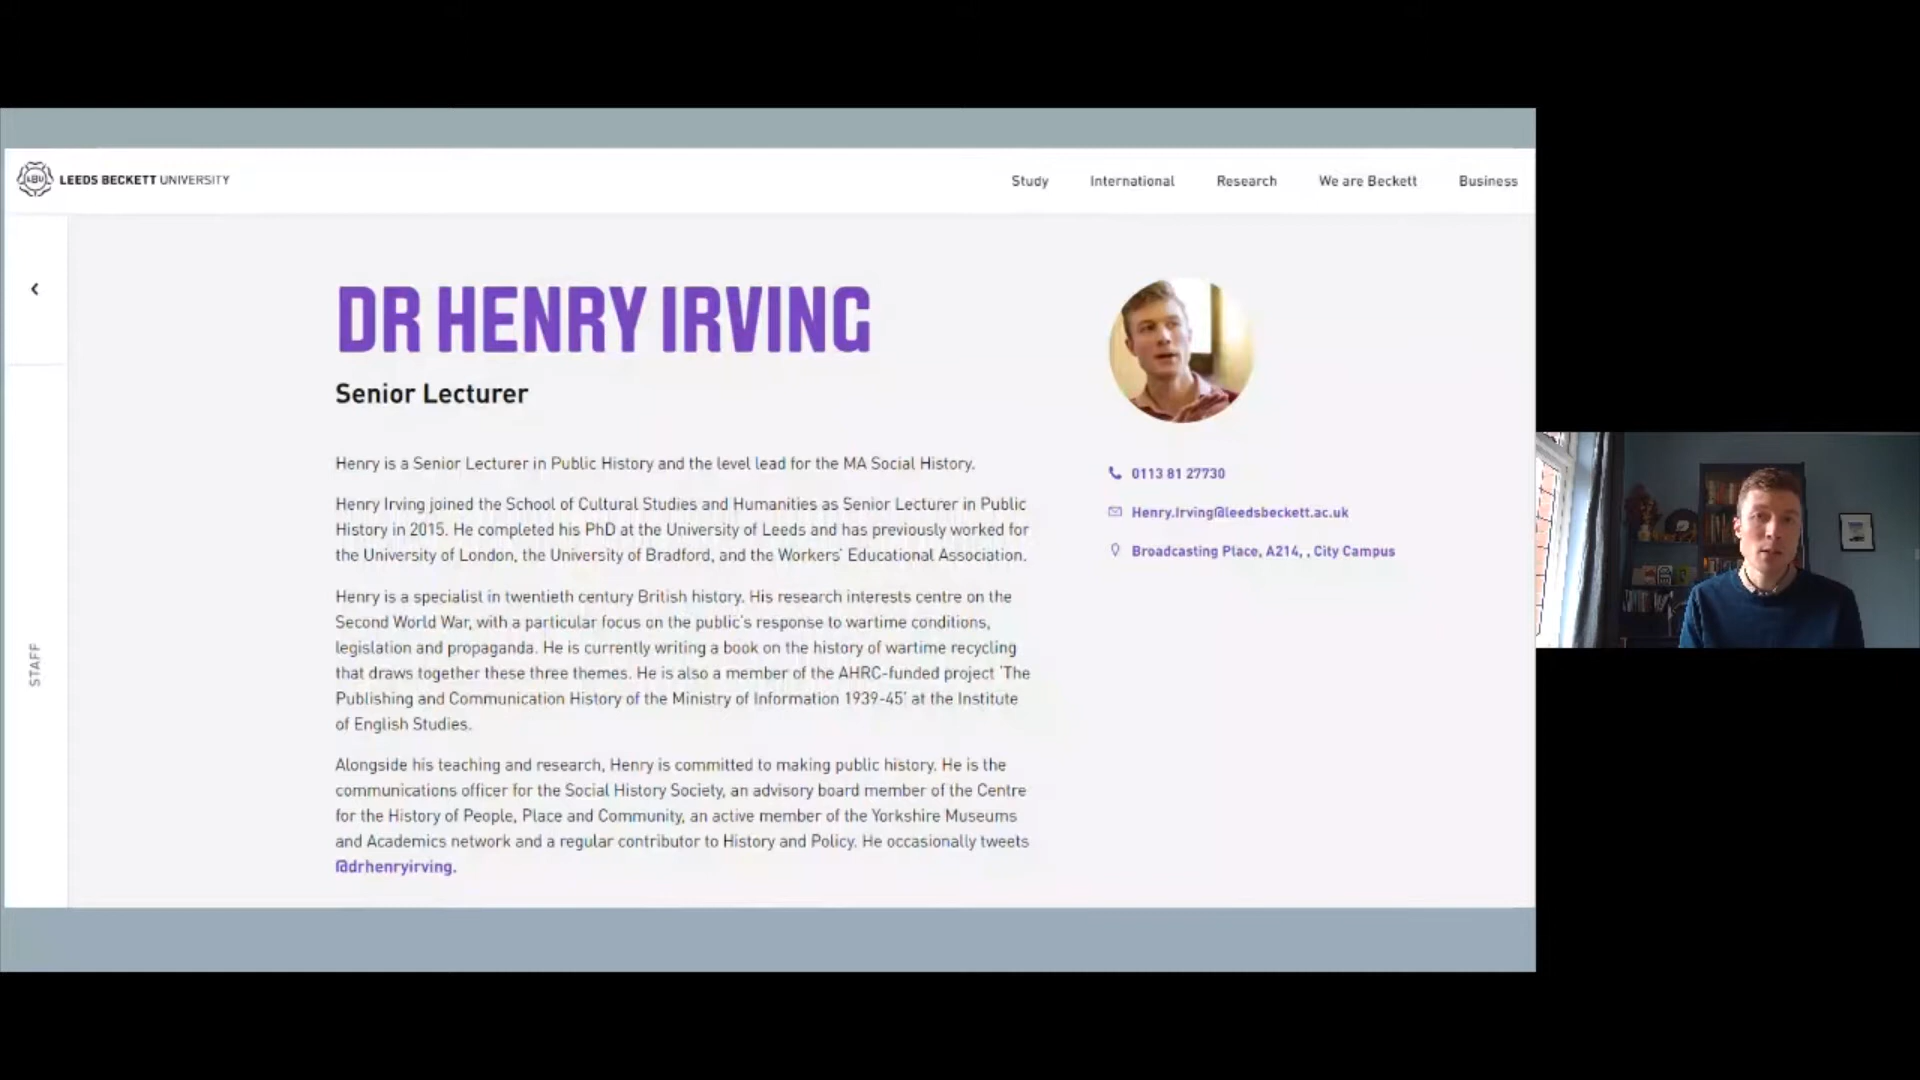 LBU
LEEDS BECKETT UNIVERSITY
Study
International
Research
We are Beckett
Business
STAFF
DR HENRY IRVING
Senior Lecturer
Henry is a Senior Lecturer in Public History and the level lead for the MA Social History.
Henry Irving joined the School of Cultural Studies and Humanities as Senior Lecturer in Public
History in 2015. He completed his PhD at the University of Leeds and has previously worked for
the University of London, the University of Bradford, and the Workers' Educational Association.
Henry is a specialist in twentieth century British history. His research interests centre on the
Second World War, with a particular focus on the public's response to wartime conditions,
legislation and propaganda. He is currently writing a book on the history of wartime recycling
that draws together these three themes. He is also a member of the AHRC-funded project 'The
Publishing and Communication History of the Ministry of Information 1939-45' at the Institute
of English Studies.
Alongside his teaching and research, Henry is committed to making public history. He is the
communications officer for the Social History Society, an advisory board member of the Centre
for the History of People, Place and Community, an active member of the Yorkshire Museums
and Academics network and a regular contributor to History and Policy. He occasionally tweets
@drhenryirving.
0113 81 27730
Henry.Irving@leedsbeckett.ac.uk
Broadcasting Place, A214, , City Campus